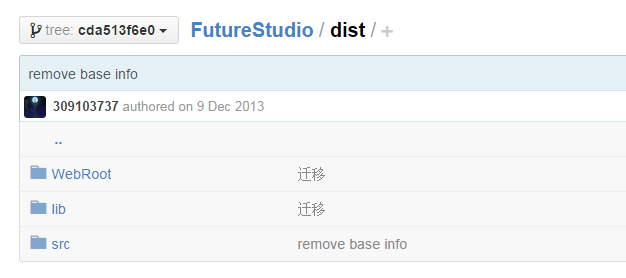 tree: cda513f6e0 FutureStudio / dist / +
remove base info
309103737 authored on 9 Dec 2013
..
WebRoot 迁移
lib 迁移
src remove base info